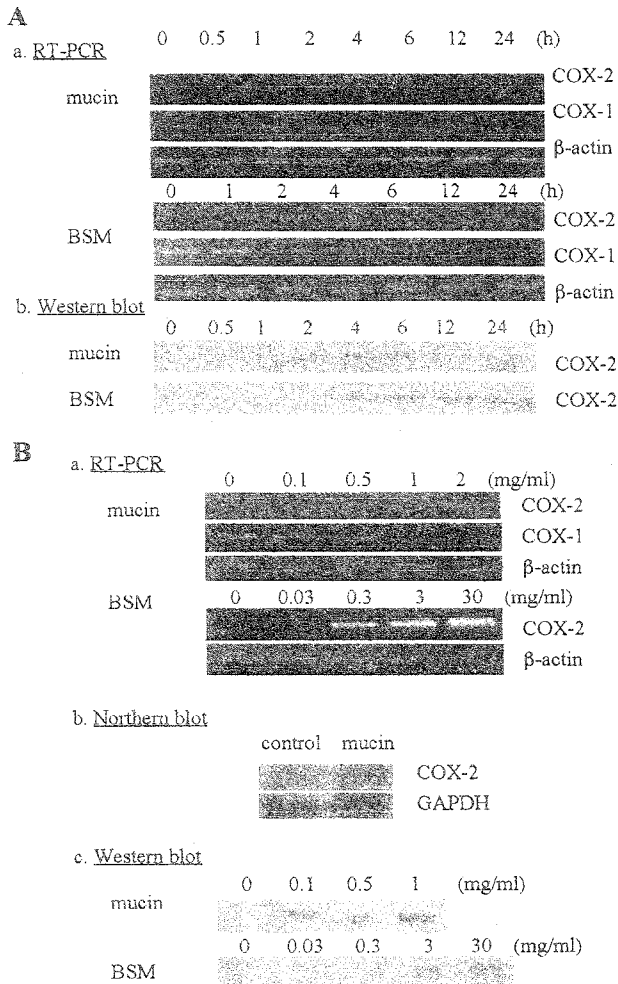 A
a. RT-PCR
0 0.5 1 2 4 6 12 24 (h)
mucin
COX-2
COX-1
β-actin
0 1 2 4 6 12 24 (h)
BSM
COX-2
COX-1
β-actin
b. Western blot
0 0.5 1 2 4 6 12 24 (h)
mucin
COX-2
BSM
COX-2
B
a. RT-PCR
0 0.1 0.5 1 2 (mg/ml)
mucin
COX-2
COX-1
β-actin
BSM
0 0.03 0.3 3 30 (mg/ml)
COX-2
β-actin
b. Northern blot
control mucin
COX-2
GAPDH
c. Western blot
0 0.1 0.5 1 (mg/ml)
mucin
0 0.03 0.3 3 30 (mg/ml)
BSM